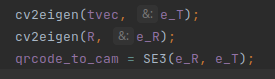 cv2eigen(tvec, &: e_T);
cv2eigen(R, &: e_R);
qrcode_to_cam = SE3(e_R, e_T);